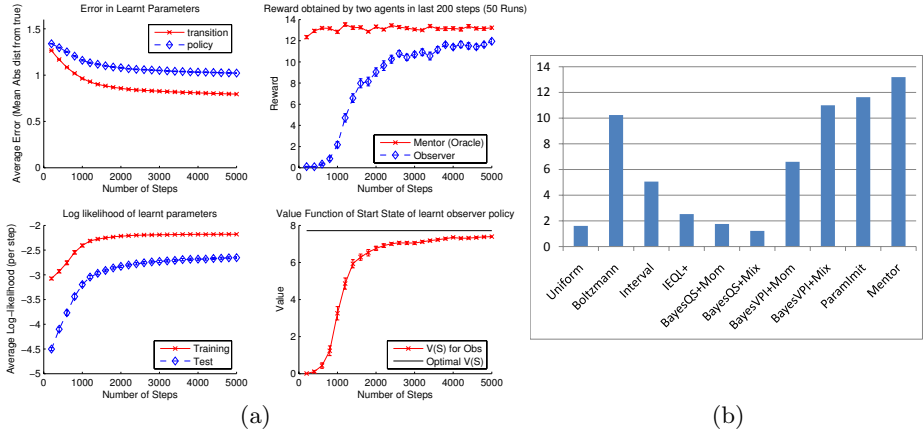 Error in Learnt Parameters
Average Error (Mean Abs dist from true)
1.5
1
0.5
0
transition
policy
0 1000 2000 3000 4000 5000
Number of Steps
Reward obtained by two agents in last 200 steps (50 Runs)
Reward
14
12
10
8
6
4
2
0
Mentor (Oracle)
Observer
0 1000 2000 3000 4000 5000
Number of Steps
Log likelihood of learnt parameters
Average Log-likelihood (per step)
-2
-2.5
-3
-3.5
-4
-4.5
-5
Training
Test
0 1000 2000 3000 4000 5000
Number of Steps
Value Function of Start State of learnt observer policy
Value
8
6
4
2
0
V(S) for Obs
Optimal V(S)
0 1000 2000 3000 4000 5000
Number of Steps
(a)
14
12
10
8
6
4
2
0
Uniform
Boltzmann
Interval
IEQL+
BayesQS+Mom
BayesQS+Mix
BayesVPI+Mom
BayesVPI+Mix
ParamImit
Mentor
(b)